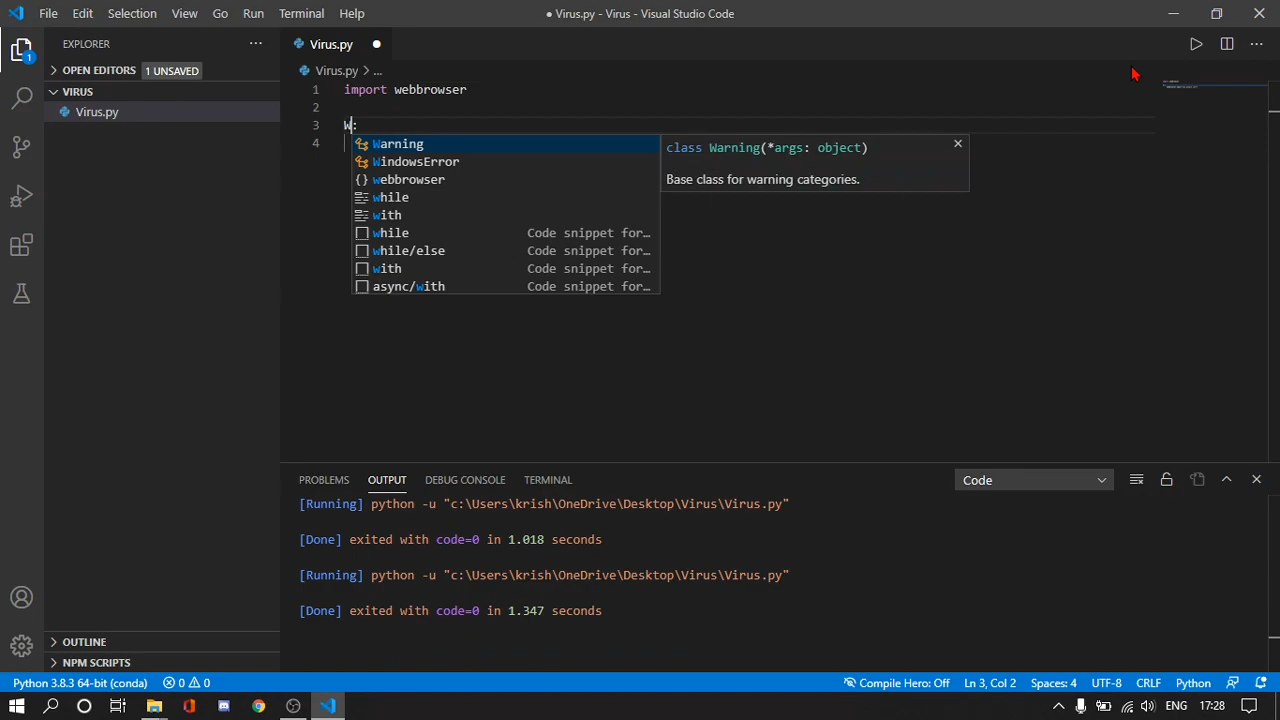 File Edit Selection View Go Run Terminal Help
● Virus.py - Virus - Visual Studio Code
EXPLORER
Virus.py
OPEN EDITORS 1 UNSAVED
Virus.py > ...
VIRUS
Virus.py
1 import webbrowser
2
3 W:
4
Warning
WindowsError
webbrowser
while
with
while Code snippet for…
while/else Code snippet for…
with Code snippet for…
async/with Code snippet for…
class Warning(*args: object)
Base class for warning categories.
PROBLEMS OUTPUT DEBUG CONSOLE TERMINAL
Code
[Running] python -u "c:\Users\krish\OneDrive\Desktop\Virus\Virus.py"
[Done] exited with code=0 in 1.018 seconds
[Running] python -u "c:\Users\krish\OneDrive\Desktop\Virus\Virus.py"
[Done] exited with code=0 in 1.347 seconds
1
OUTLINE
NPM SCRIPTS
Python 3.8.3 64-bit (conda) 0 0 Compile Hero: Off Ln 3, Col 2 Spaces: 4 UTF-8 CRLF Python
ENG 17:28